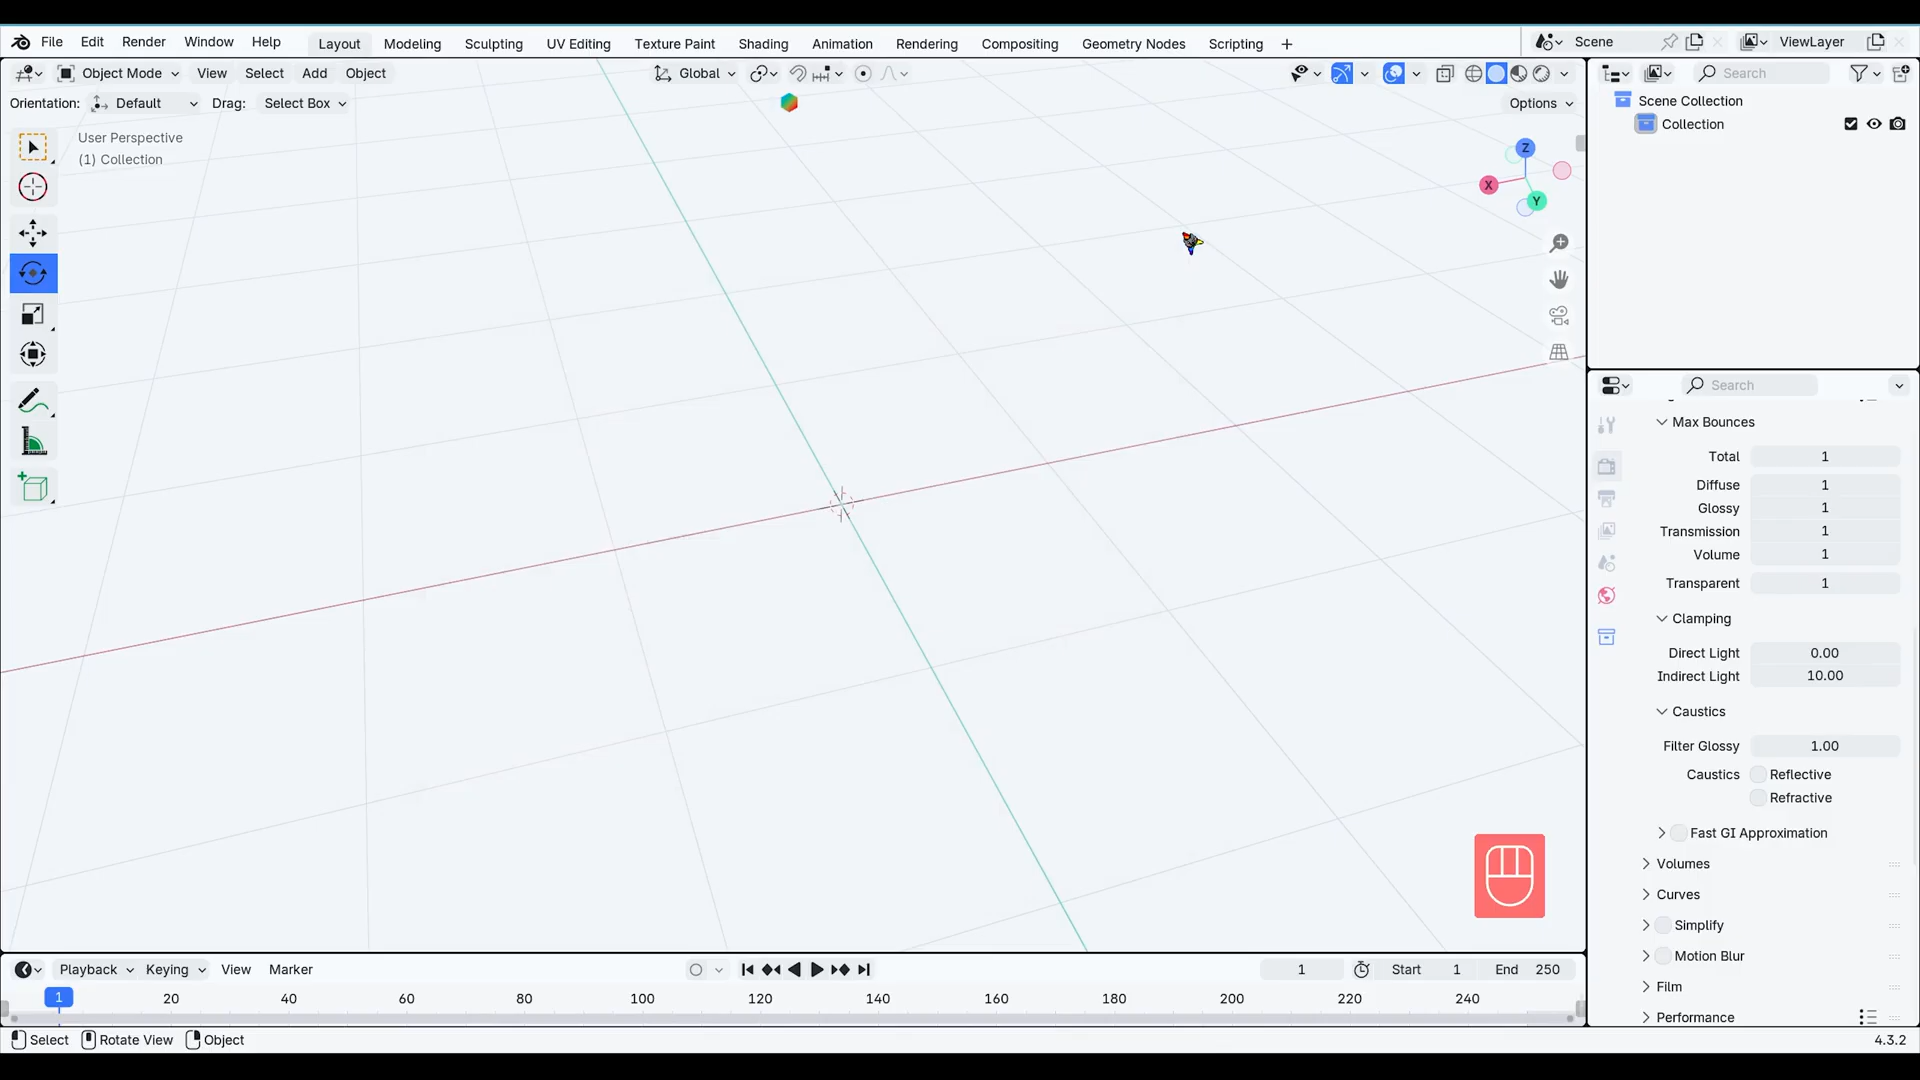 File Edit Render Window Help Layout Modeling Sculpting UV Editing Texture Paint Shading Animation Rendering Compositing Geometry Nodes Scripting + Scene ViewLayer
Object Mode View Select Add Object Global Search
Orientation: Default Drag: Select Box Options
Scene Collection
Collection
User Perspective
(1) Collection
Z
X
Y
Search
Max Bounces
Total 1
Diffuse 1
Glossy 1
Transmission 1
Volume 1
Transparent 1
Clamping
Direct Light 0.00
Indirect Light 10.00
Caustics
Filter Glossy 1.00
Caustics Reflective
Refractive
Fast GI Approximation
Volumes
Curves
Simplify
Motion Blur
Film
Performance
Playback Keying View Marker 1 Start 1 End 250
1 20 40 60 80 100 120 140 160 180 200 220 240
Select Rotate View Object 4.3.2